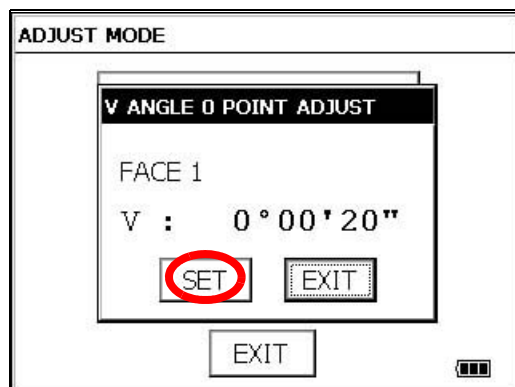 ADJUST MODE
V ANGLE 0 POINT ADJUST
FACE 1
V : 0°00'20"
SET EXIT
EXIT